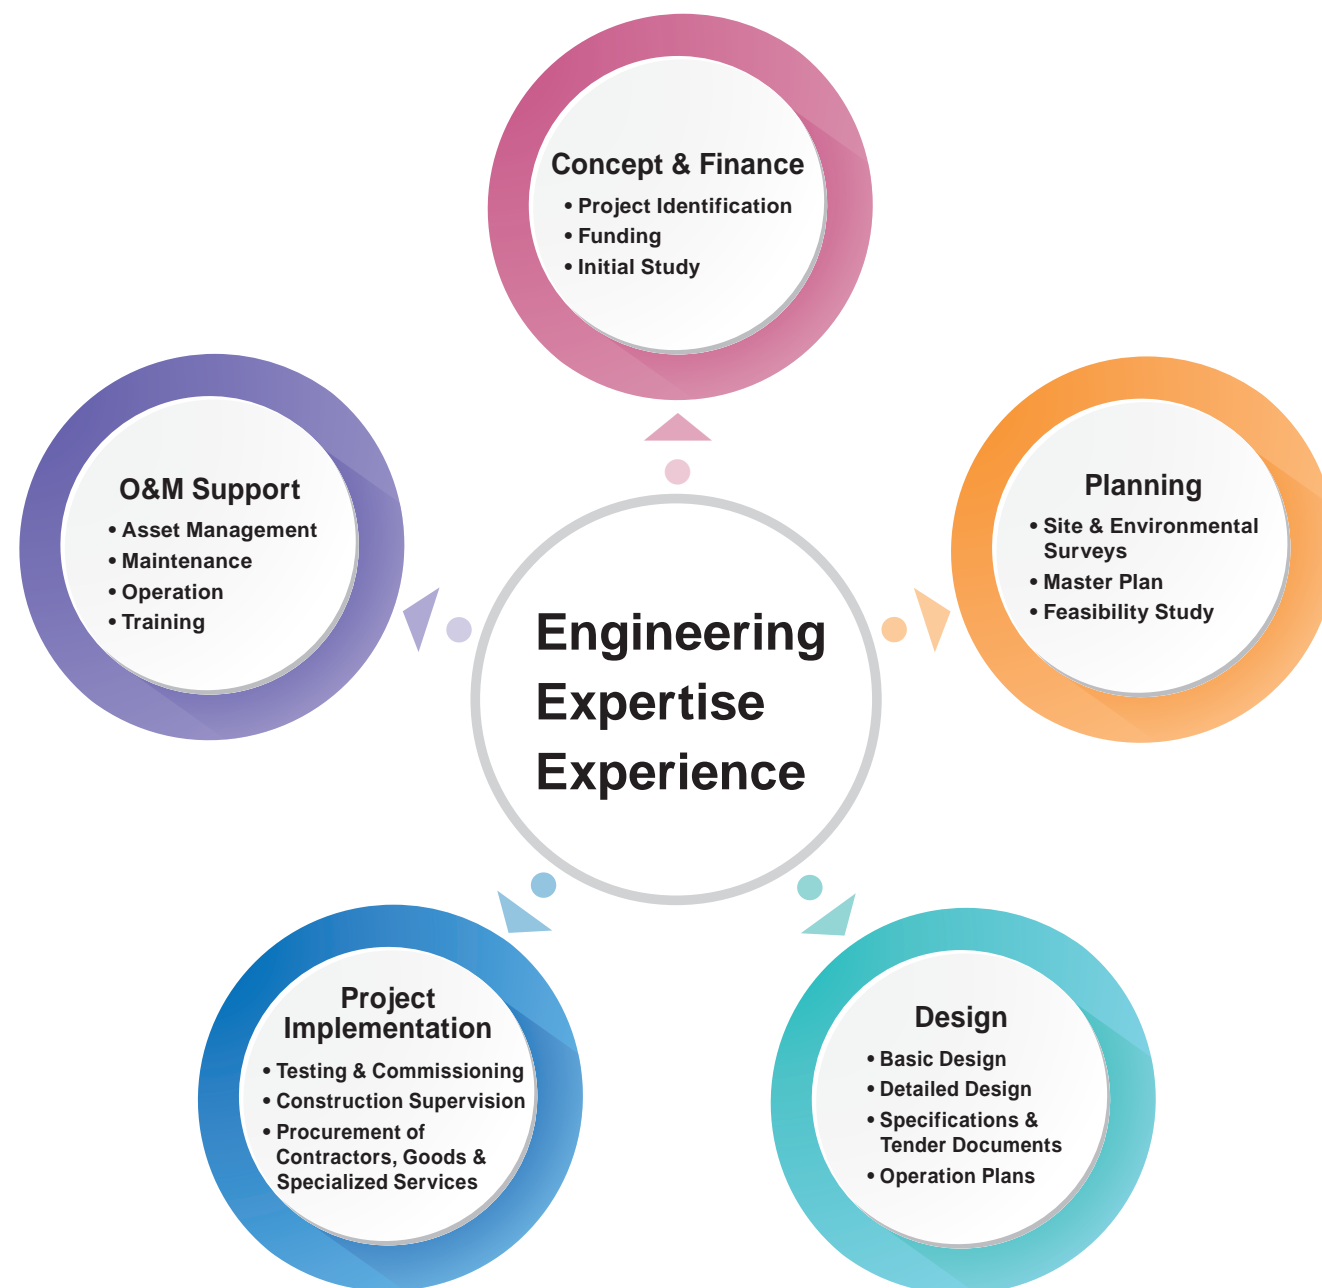 Concept & Finance
• Project Identification
• Funding
• Initial Study
Planning
• Site & Environmental
Surveys
• Master Plan
• Feasibility Study
Design
• Basic Design
• Detailed Design
• Specifications &
Tender Documents
• Operation Plans
Project
Implementation
• Testing & Commissioning
• Construction Supervision
• Procurement of
Contractors, Goods &
Specialized Services
O&M Support
• Asset Management
• Maintenance
• Operation
• Training
Engineering
Expertise
Experience